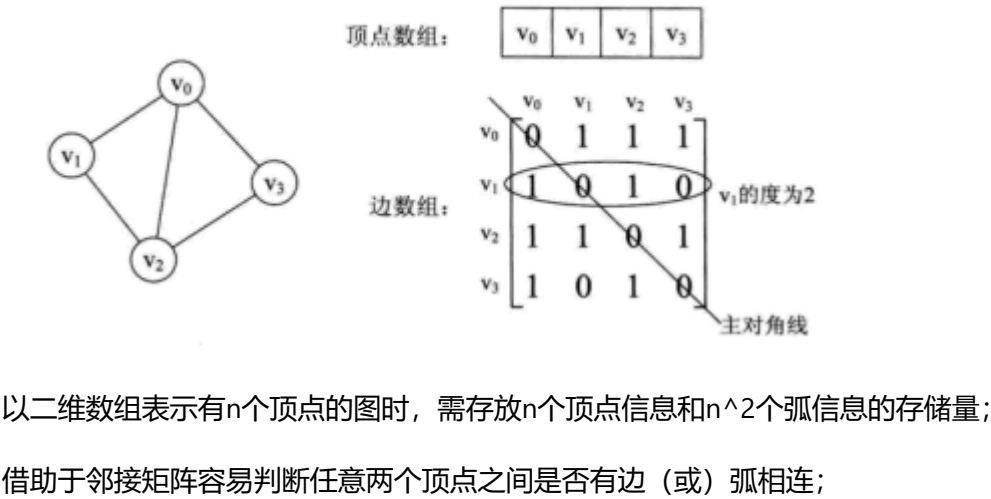 顶点数组： v₀ v₁ v₂ v₃
v₀
v₁
v₃
v₂
边数组：
v₀ v₁ v₂ v₃
v₀ 0 1 1 1
v₁ 1 0 1 0 v₁的度为2
v₂ 1 1 0 1
v₃ 1 0 1 0
主对角线
以二维数组表示有n个顶点的图时，需存放n个顶点信息和n^2个弧信息的存储量；
借助于邻接矩阵容易判断任意两个顶点之间是否有边（或）弧相连；